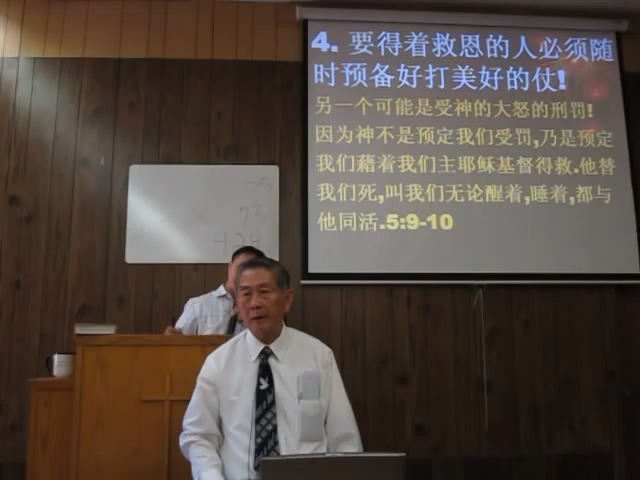 4. 要得着救恩的人必须随
时预备好打美好的仗!
另一个可能是受神的大怒的刑罚!
因为神不是预定我们受罚,乃是预定
我们藉着我们主耶稣基督得救.他替
我们死,叫我们无论醒着,睡着,都与
他同活.5:9-10